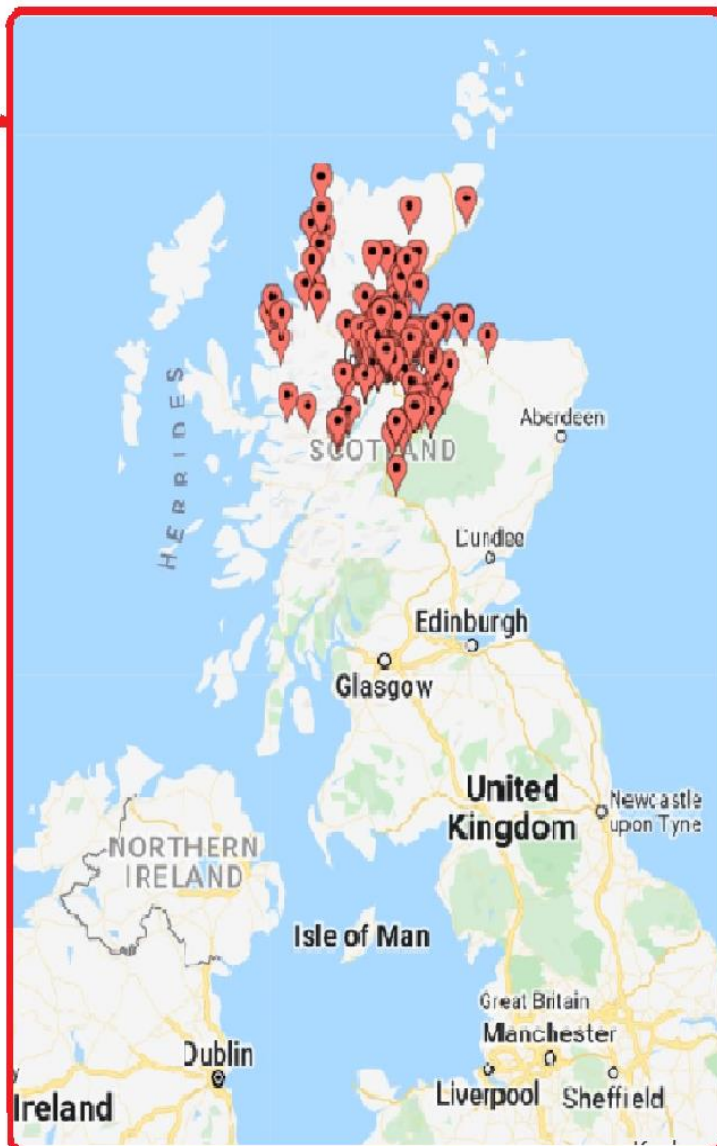 Aberdeen
HERRIDES
SCOTLAND
Dundee
Edinburgh
Glasgow
United
Kingdom
Newcastle
upon Tyne
NORTHERN
IRELAND
Isle of Man
Great Britain
Manchester
Dublin
Liverpool
Sheffield
Ireland